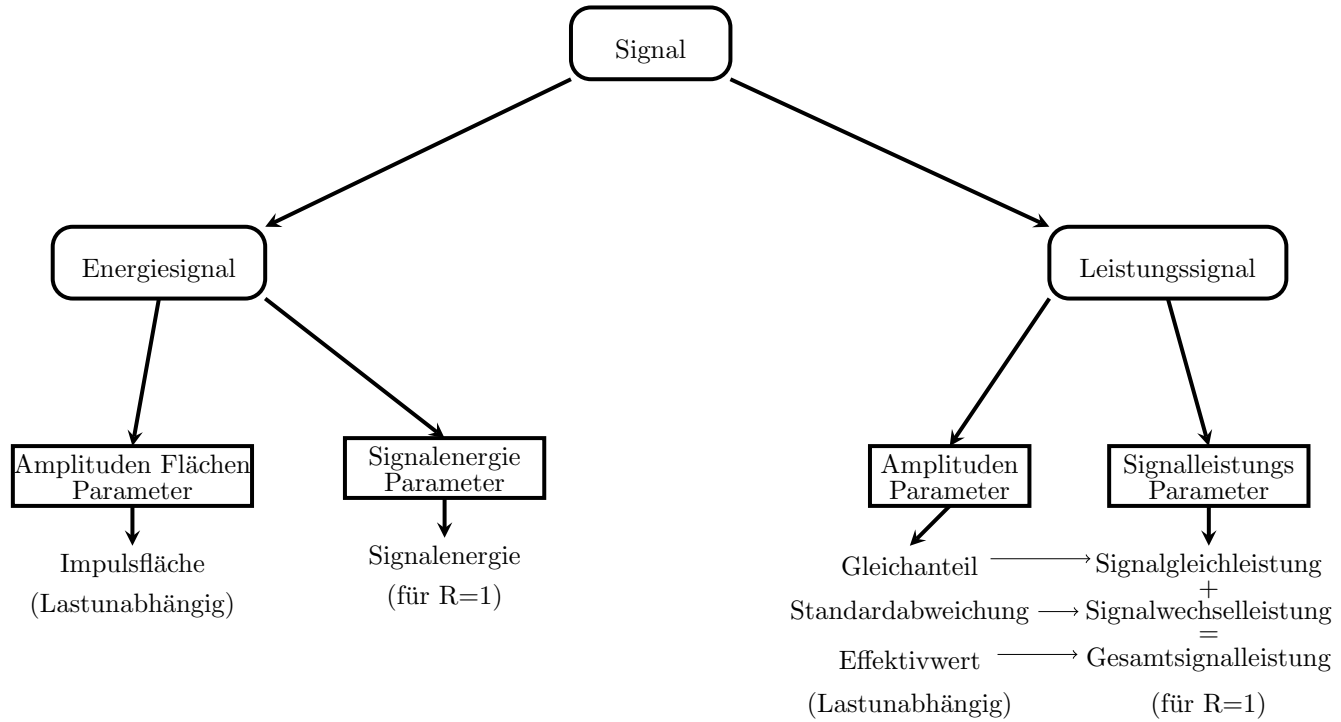 Signal
Energiesignal
Leistungssignal
Amplituden Flächen
Parameter
Signalenergie
Parameter
Amplituden
Parameter
Signalleistungs
Parameter
Impulsfläche
(Lastunabhängig)
Signalenergie
(für R=1)
Gleichanteil
Signalgleichleistung
+
Standardabweichung
Signalwechselleistung
=
Effektivwert
Gesamtsignalleistung
(Lastunabhängig)
(für R=1)